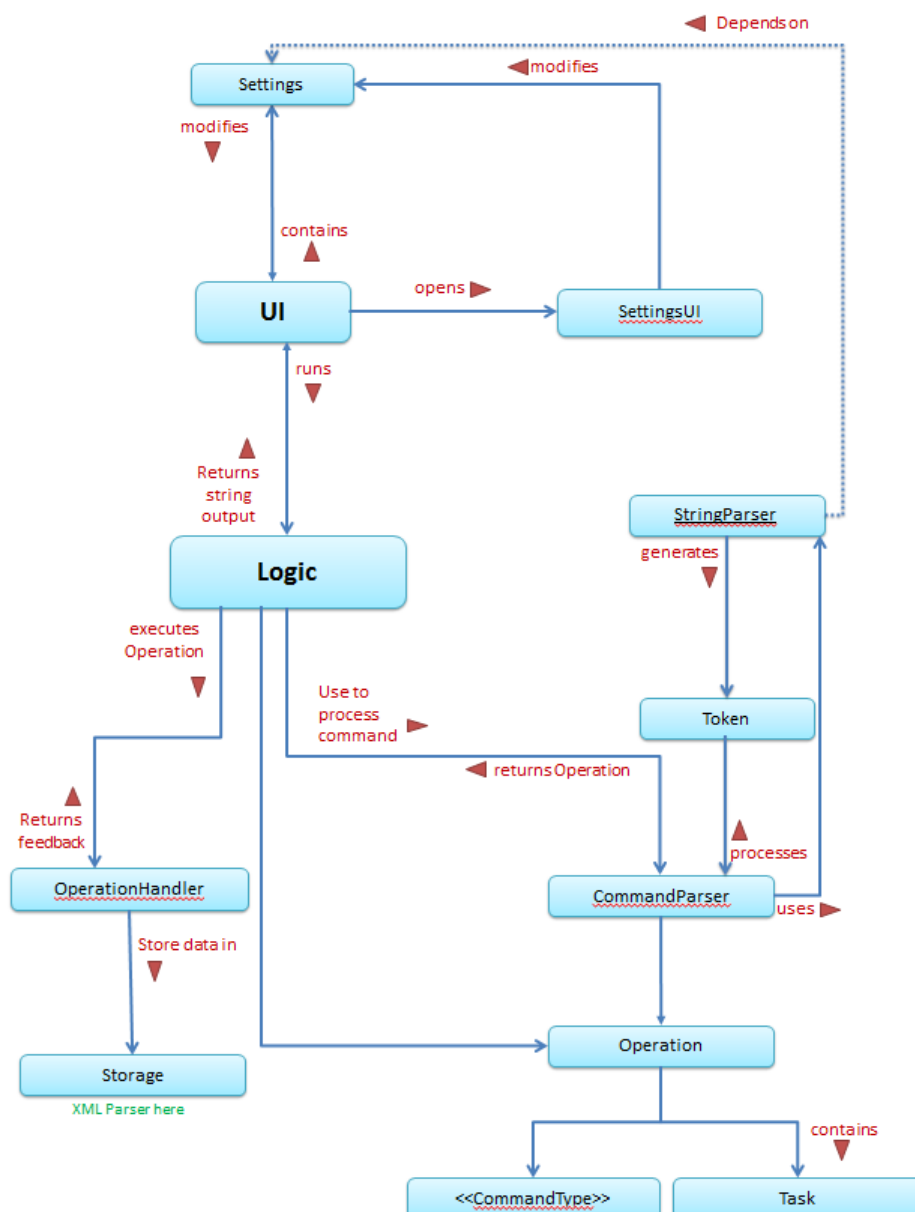 Depends on
modifies
Settings
modifies
contains
opens
UI
SettingsUI
runs
Returns
string
output
StringParser
generates
Logic
executes
Operation
Use to
process
command
Token
returns Operation
Returns
feedback
processes
OperationHandler
CommandParser
uses
Store data in
Operation
Storage
XML Parser here
contains
<<CommandType>>
Task